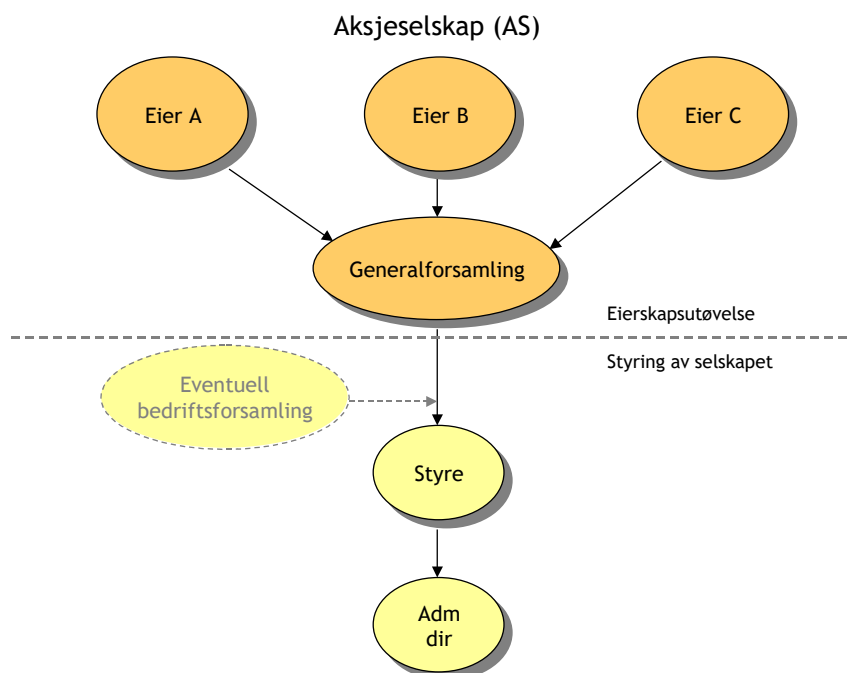 Aksjeselskap (AS)
Eier A
Eier B
Eier C
Generalforsamling
Eierskapsutøvelse
Styring av selskapet
Eventuell
bedriftsforsamling
Styre
Adm
dir